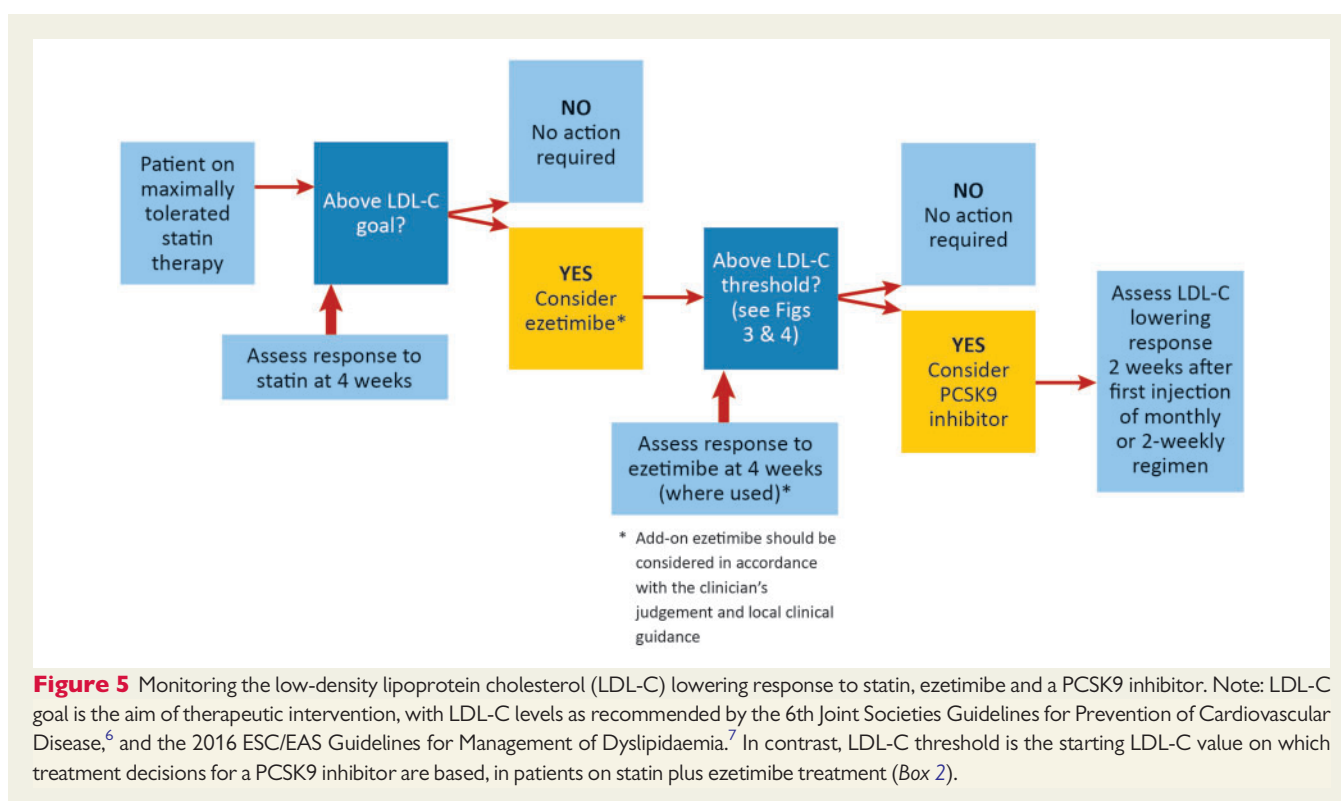 Patient on
maximally
tolerated
statin
therapy
Above LDL-C
goal?
Assess response to
statin at 4 weeks
NO
No action
required
YES
Consider
ezetimibe*
Above LDL-C
threshold?
(see Figs
3 & 4)
Assess response to
ezetimibe at 4 weeks
(where used)*
* Add-on ezetimibe should be
considered in accordance
with the clinician's
judgement and local clinical
guidance
NO
No action
required
YES
Consider
PCSK9
inhibitor
Assess LDL-C
lowering
response
2 weeks after
first injection
of monthly
or 2-weekly
regimen
Figure 5 Monitoring the low-density lipoprotein cholesterol (LDL-C) lowering response to statin, ezetimibe and a PCSK9 inhibitor. Note: LDL-C
goal is the aim of therapeutic intervention, with LDL-C levels as recommended by the 6th Joint Societies Guidelines for Prevention of Cardiovascular
Disease,6 and the 2016 ESC/EAS Guidelines for Management of Dyslipidaemia.7 In contrast, LDL-C threshold is the starting LDL-C value on which
treatment decisions for a PCSK9 inhibitor are based, in patients on statin plus ezetimibe treatment (Box 2).